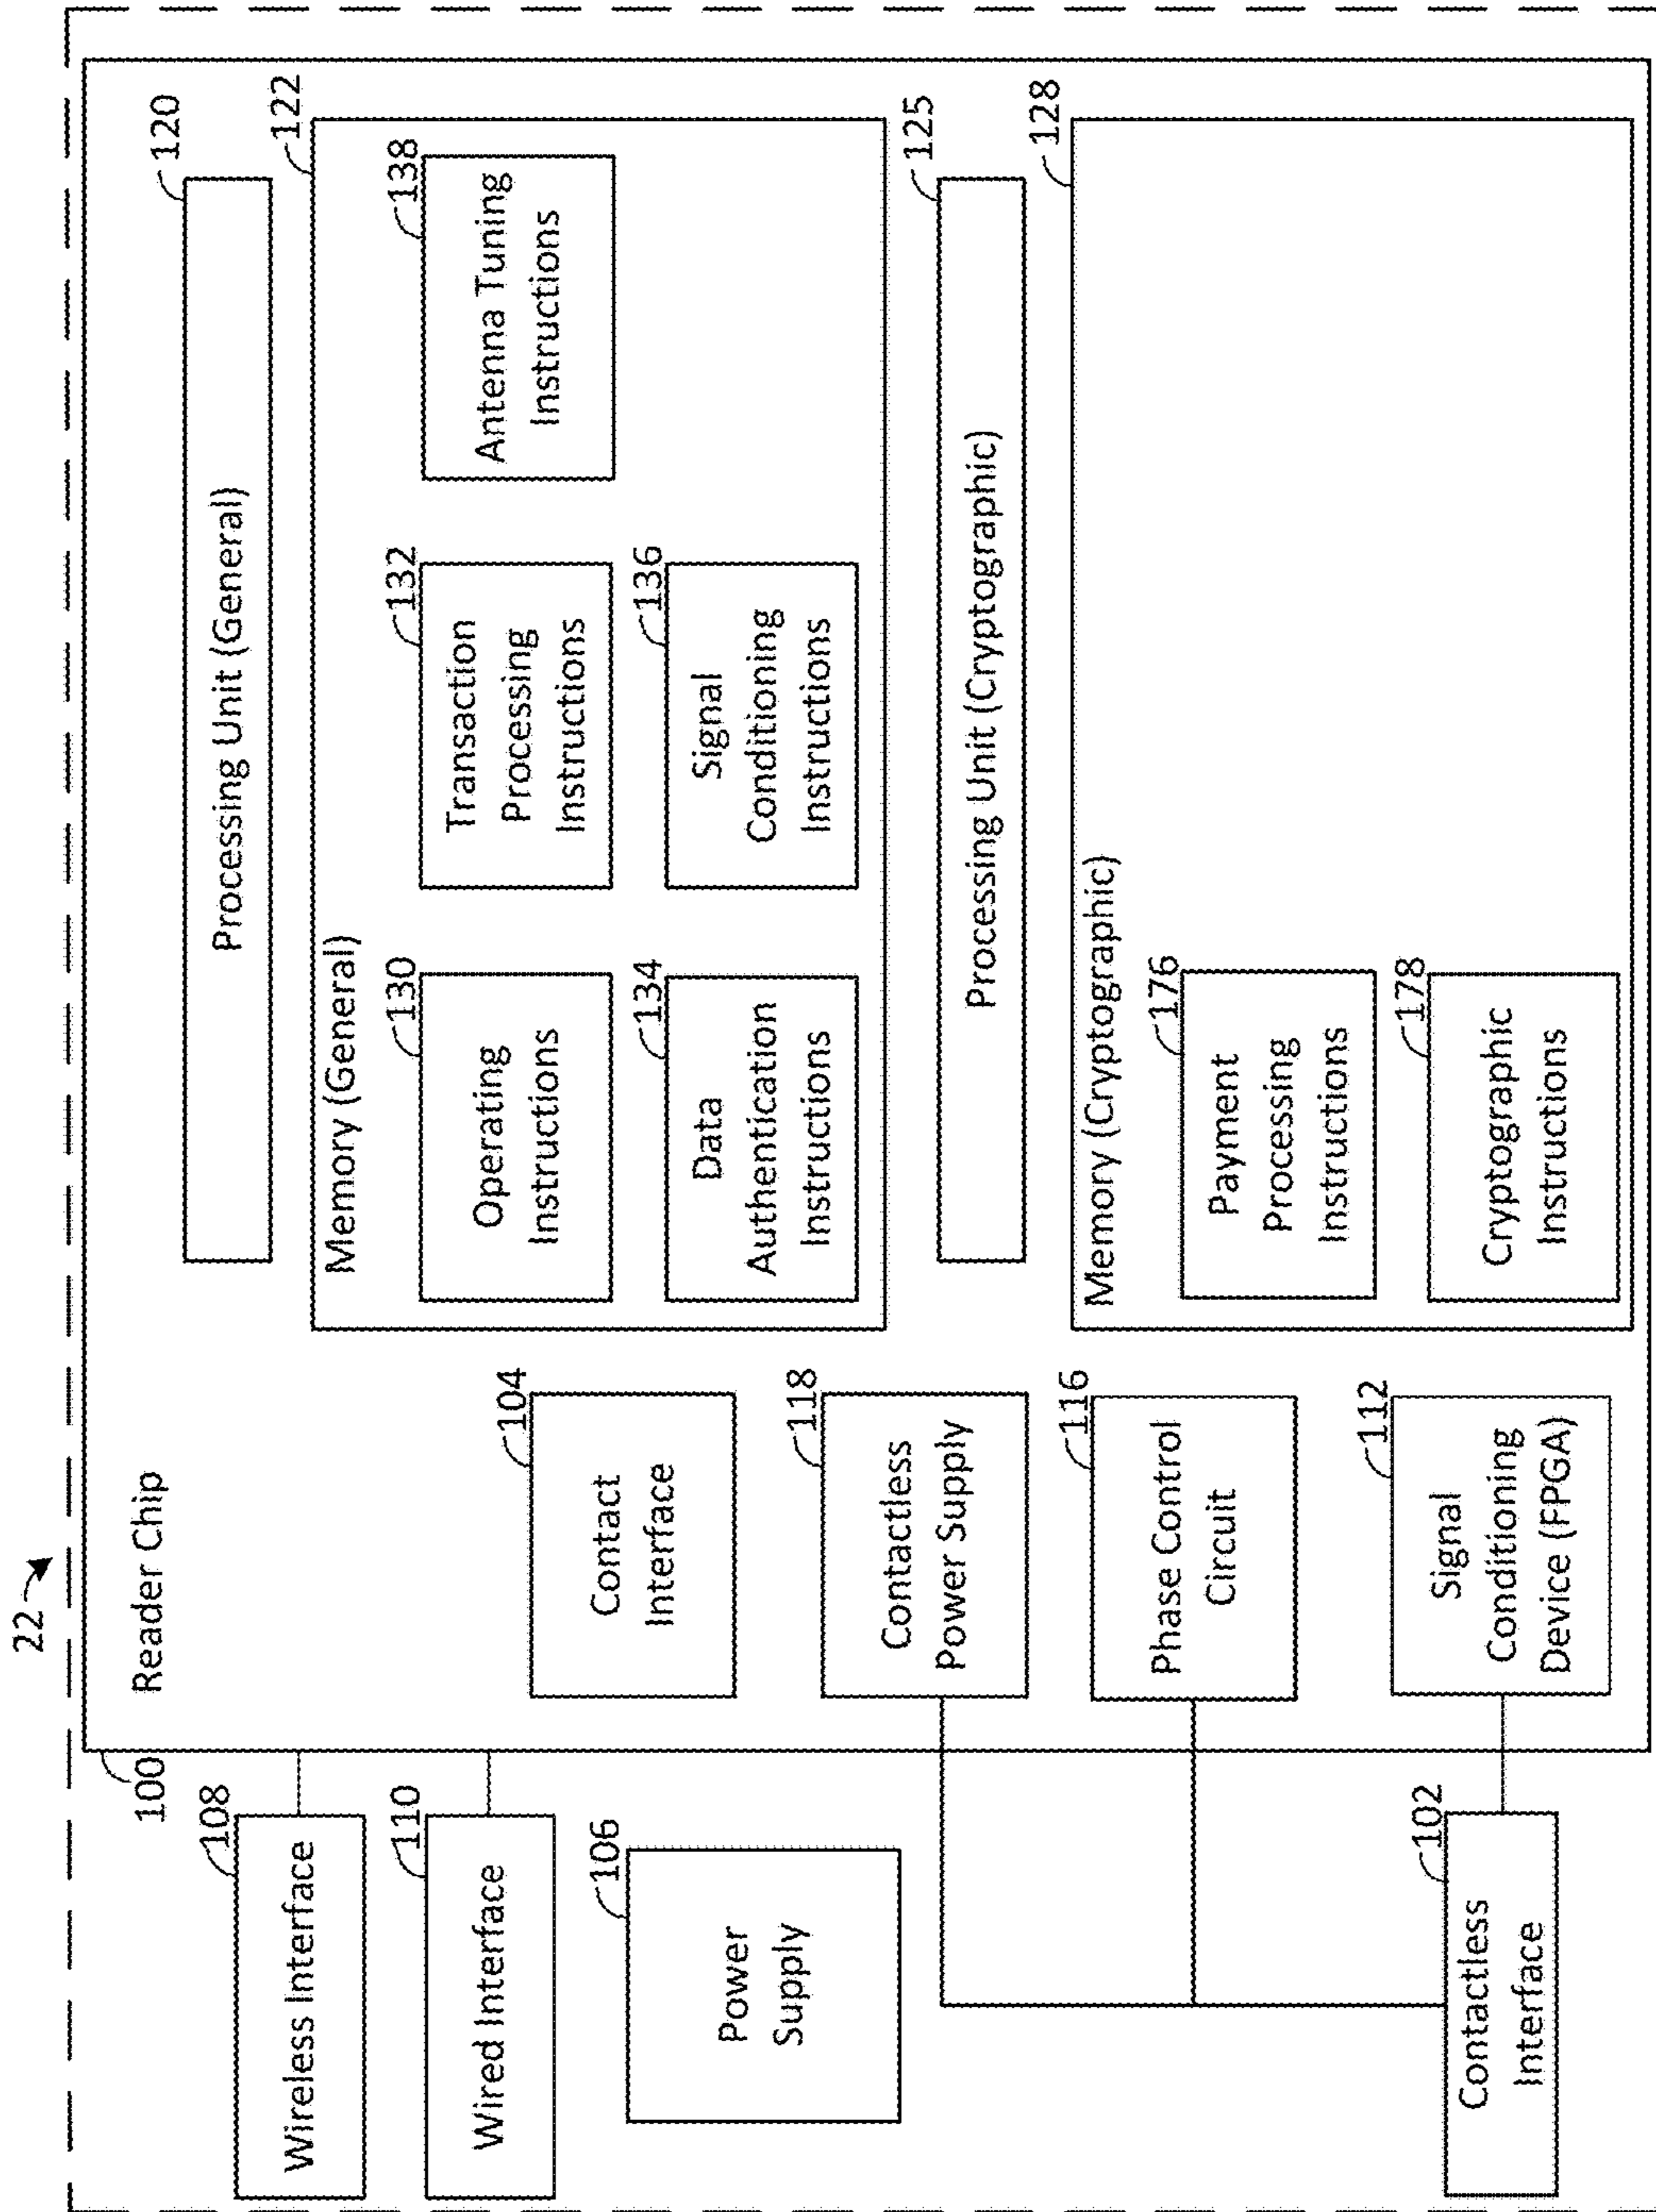 22
100
Reader Chip
108
Wireless Interface
110
Wired Interface
106
Power
Supply
102
Contactless
Interface
104
Contact
Interface
118
Contactless
Power Supply
116
Phase Control
Circuit
112
Signal
Conditioning
Device (FPGA)
120
Processing Unit (General)
122
Memory (General)
130
Operating
Instructions
132
Transaction
Processing
Instructions
138
Antenna Tuning
Instructions
134
Data
Authentication
Instructions
136
Signal
Conditioning
Instructions
125
Processing Unit (Cryptographic)
128
Memory (Cryptographic)
176
Payment
Processing
Instructions
178
Cryptographic
Instructions